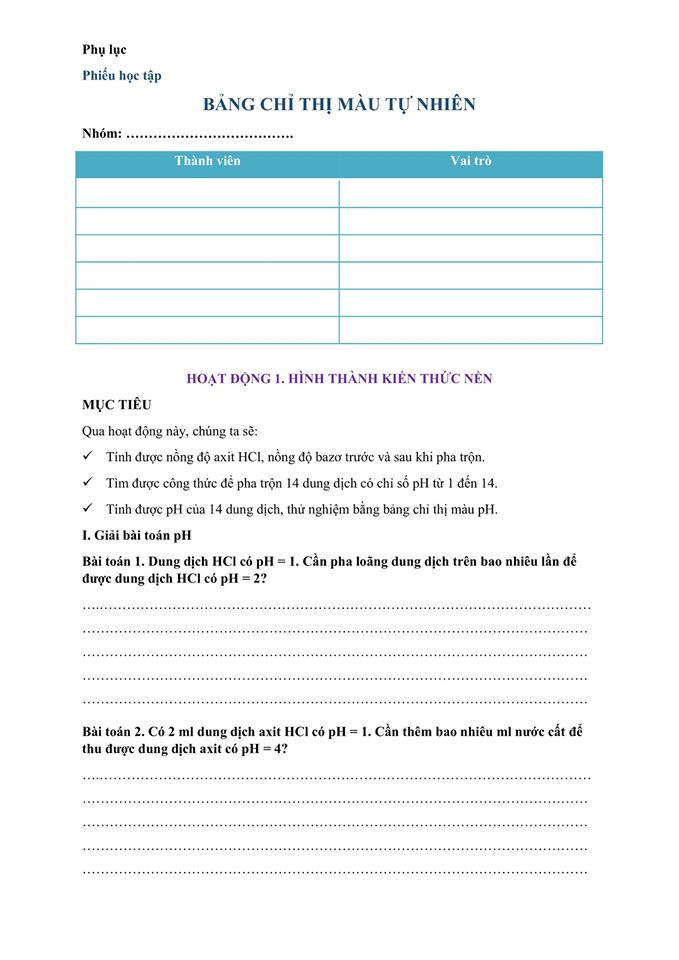 Phụ lục
Phiếu học tập
BẢNG CHỈ THỊ MÀU TỰ NHIÊN
Nhóm: ……………………………….
Thành viên Vai trò
HOẠT ĐỘNG 1. HÌNH THÀNH KIẾN THỨC NỀN
MỤC TIÊU
Qua hoạt động này, chúng ta sẽ:
✓ Tính được nồng độ axit HCl, nồng độ bazơ trước và sau khi pha trộn.
✓ Tìm được công thức để pha trộn 14 dung dịch có chỉ số pH từ 1 đến 14.
✓ Tính được pH của 14 dung dịch, thử nghiệm bằng bảng chỉ thị màu pH.
I. Giải bài toán pH
Bài toán 1. Dung dịch HCl có pH = 1. Cần pha loãng dung dịch trên bao nhiêu lần để
được dung dịch HCl có pH = 2?
Bài toán 2. Có 2 ml dung dịch axit HCl có pH = 1. Cần thêm bao nhiêu ml nước cất để
thu được dung dịch axit có pH = 4?